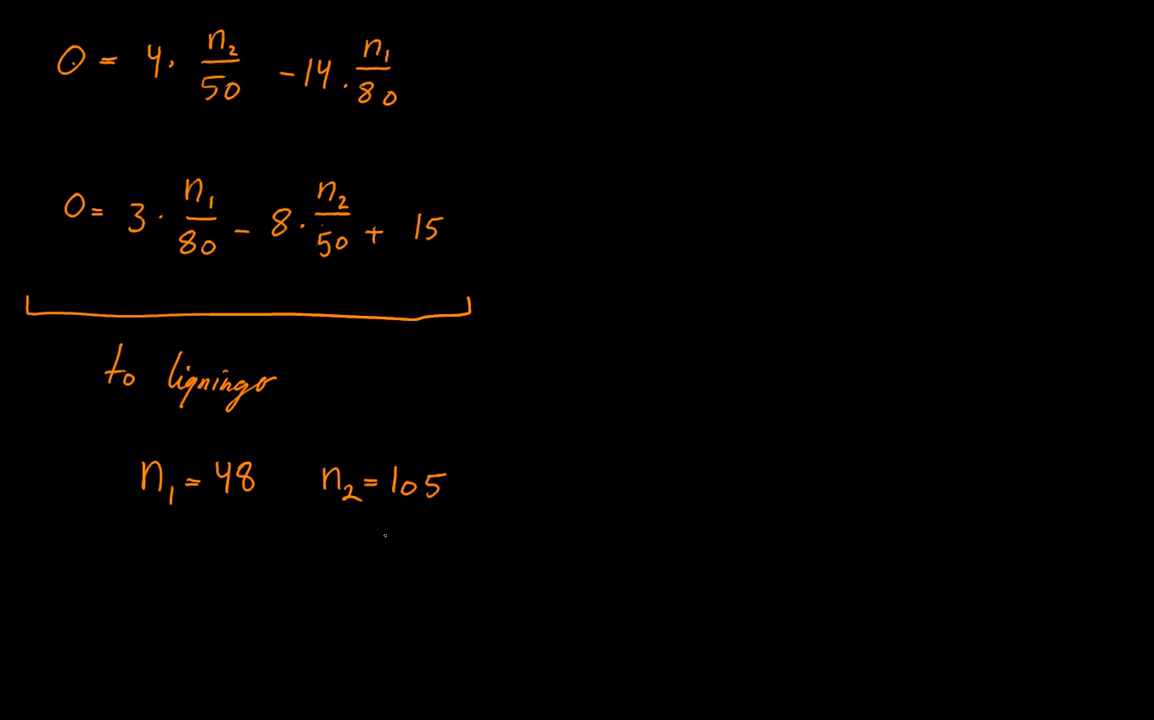 0 = 4 · n₂/50 - 14 · n₁/80
0 = 3 · n₁/80 - 8 · n₂/50 + 15
to ligninger
n₁ = 48 n₂ = 105